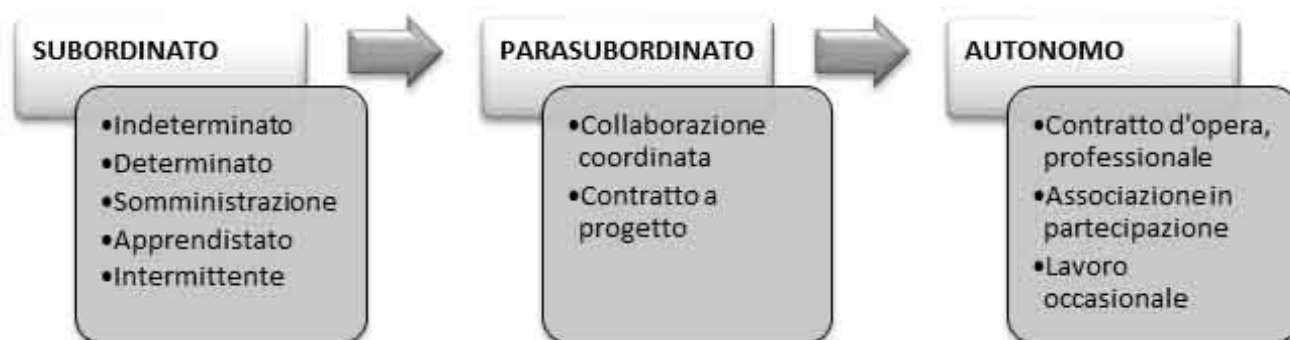 SUBORDINATO
•Indeterminato
•Determinato
•Somministrazione
•Apprendistato
•Intermittente
PARASUBORDINATO
•Collaborazione
coordinata
•Contratto a
progetto
AUTONOMO
•Contratto d'opera,
professionale
•Associazione in
partecipazione
•Lavoro
occasionale